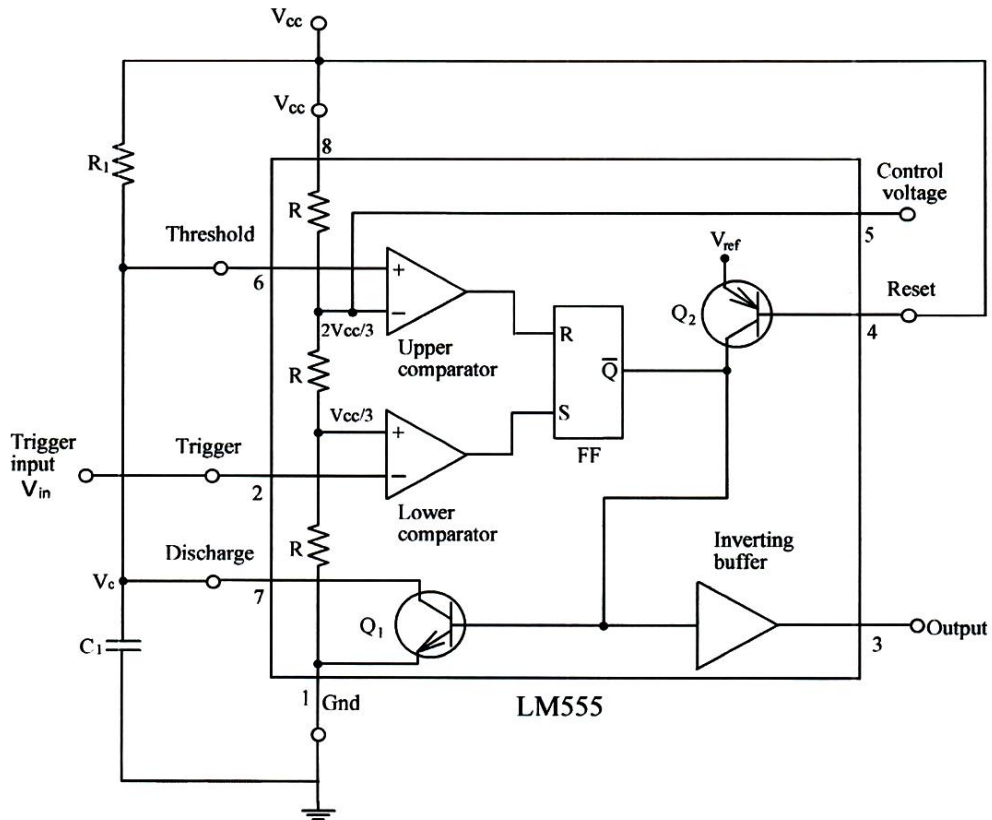 Vcc
Vcc
8
R1
R
Control
voltage
5
Threshold
6
+
−
2Vcc/3
Upper
comparator
Vref
Q2
Reset
4
R
R
Q̅
S
FF
Vcc/3
+
−
Lower
comparator
Trigger
input
Vin
Trigger
2
R
Discharge
7
Vc
Q1
Inverting
buffer
3
Output
C1
1
Gnd
LM555